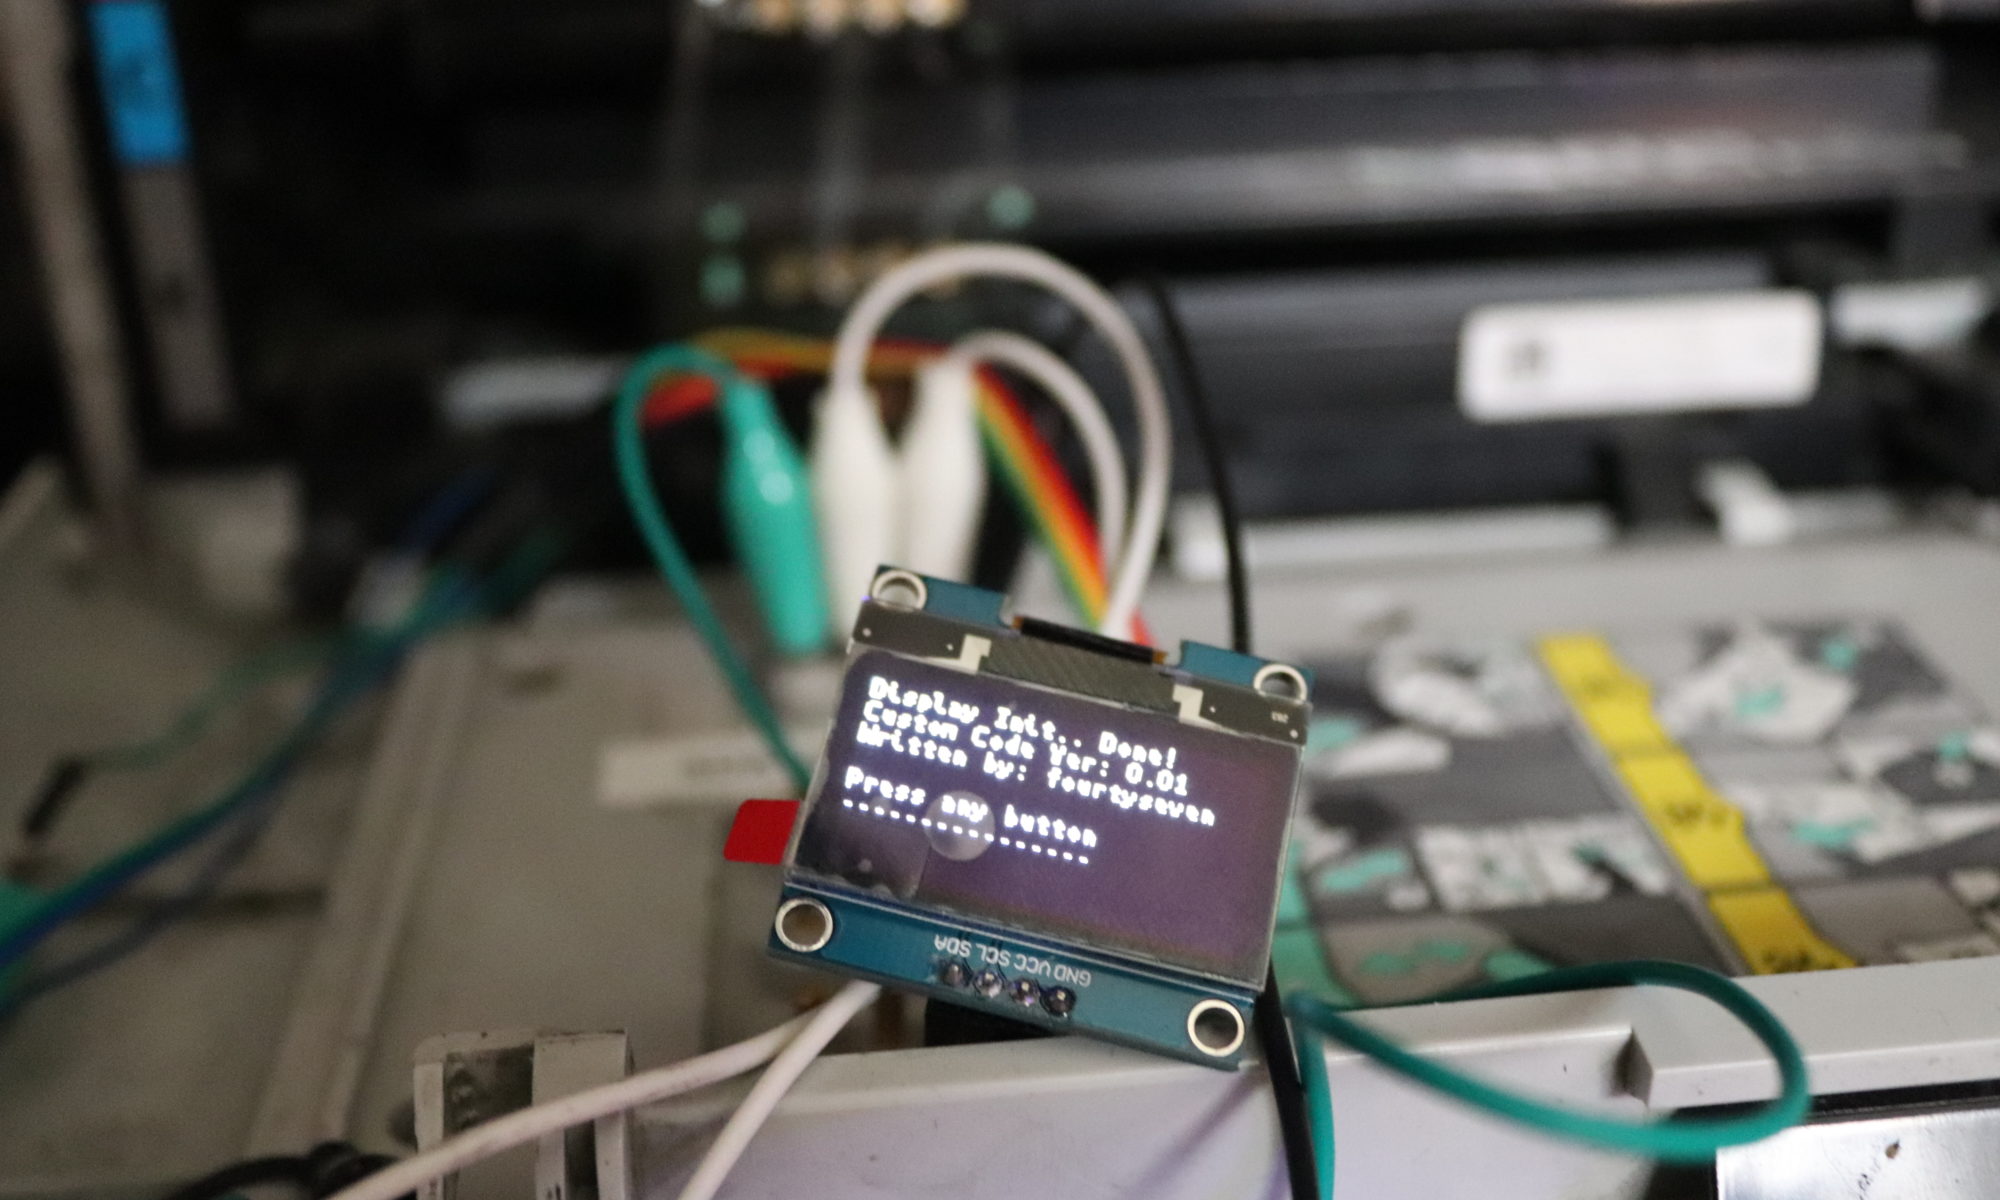 Display Init.. Done!
Custom Code Ver: 0.01
Written by: fourtyseven
Press any button
----------------
GND VCC SCL SDA